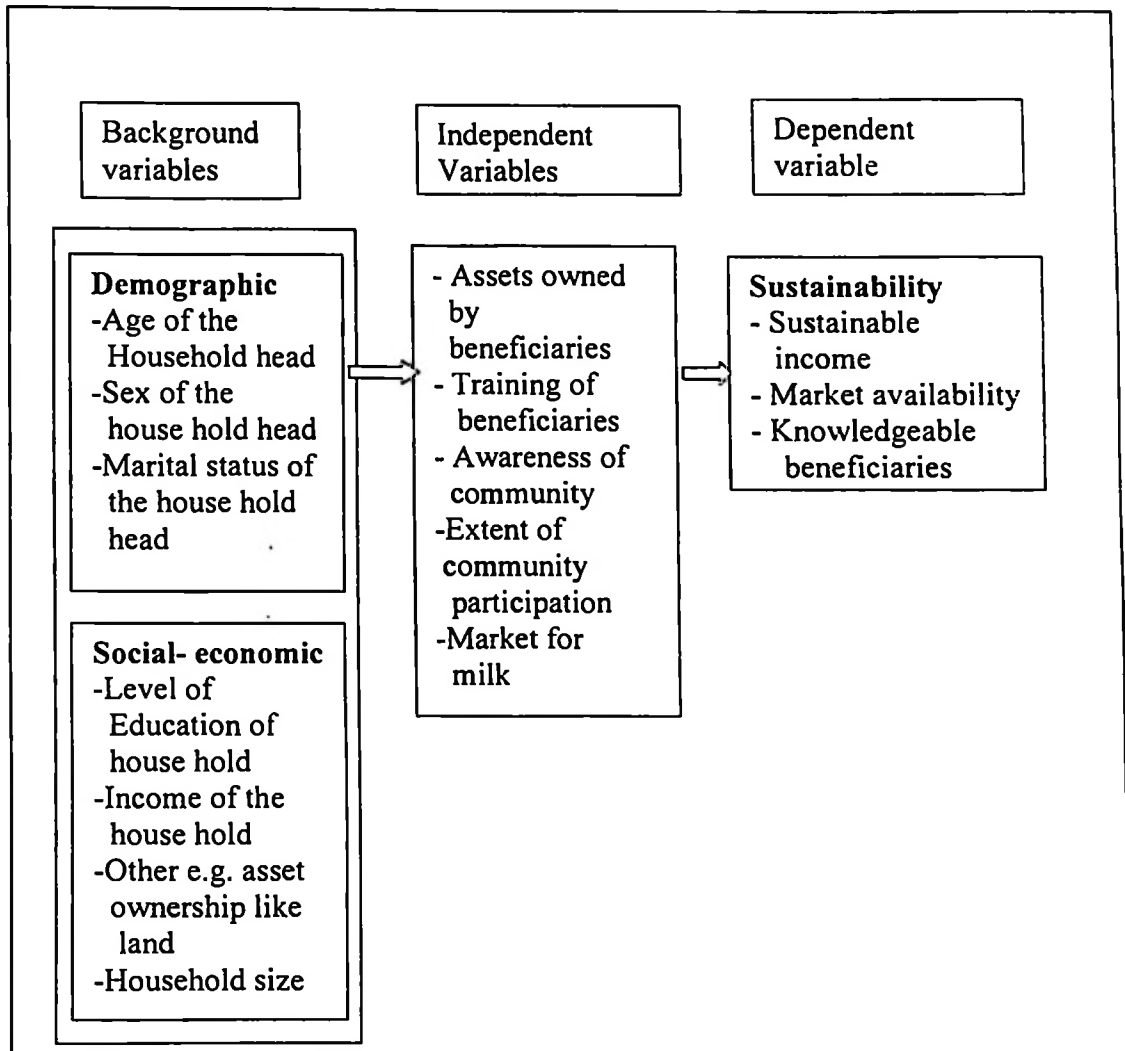 Background
variables
Independent
Variables
Dependent
variable
Demographic
-Age of the
Household head
-Sex of the
house hold head
-Marital status of
the house hold
head
Social- economic
-Level of
Education of
house hold
-Income of the
house hold
-Other e.g. asset
ownership like
land
-Household size
- Assets owned
by
beneficiaries
- Training of
beneficiaries
- Awareness of
community
-Extent of
community
participation
-Market for
milk
Sustainability
- Sustainable
income
- Market availability
- Knowledgeable
beneficiaries